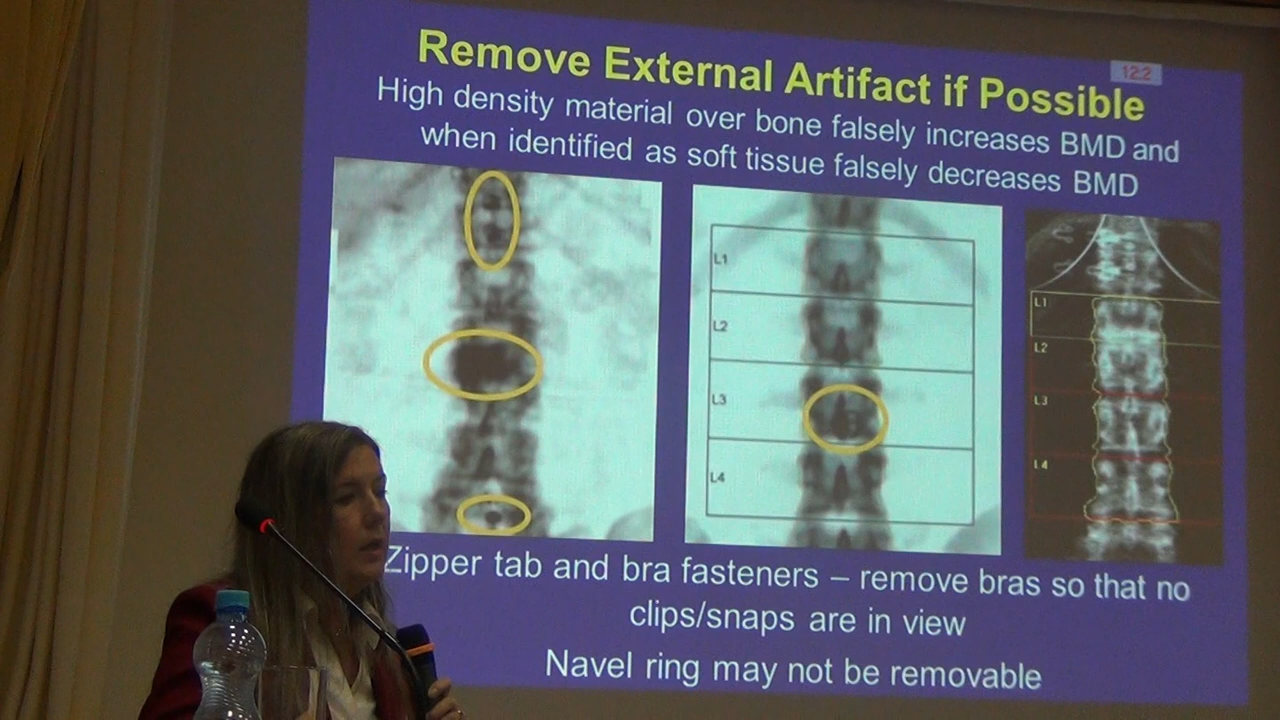 Remove External Artifact if Possible
12.2
High density material over bone falsely increases BMD and
when identified as soft tissue falsely decreases BMD
L1
L2
L3
L4
L1
L2
L3
L4
Zipper tab and bra fasteners – remove bras so that no
clips/snaps are in view
Navel ring may not be removable